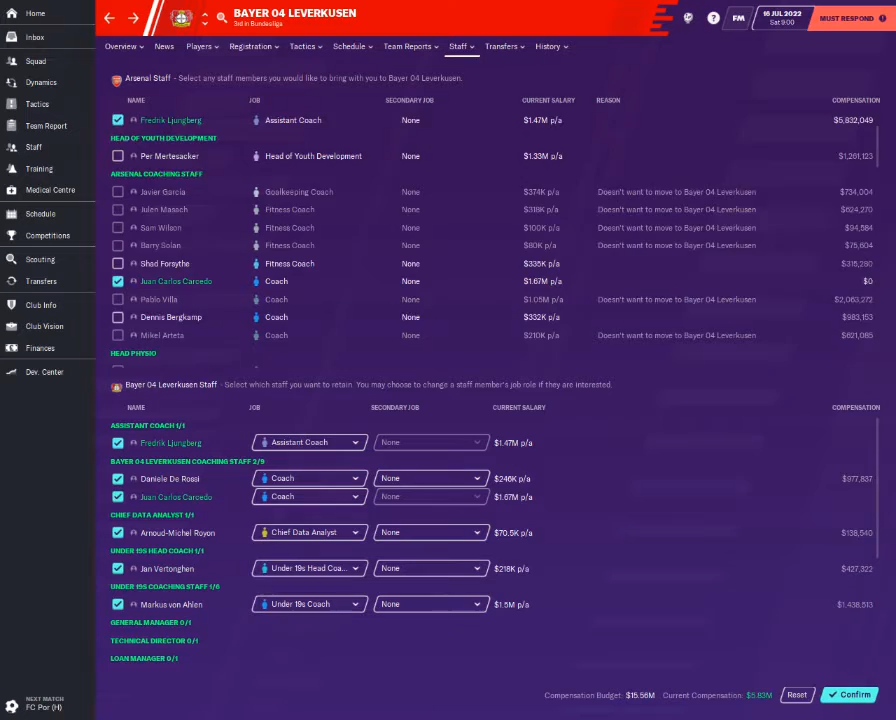 Home
Inbox
Squad
Dynamics
Tactics
Team Report
Staff
Training
Medical Centre
Schedule
Competitions
Scouting
Transfers
Club Info
Club Vision
Finances
Dev. Center
NEXT MATCH
FC Por (H)
BAYER 04 LEVERKUSEN
3rd in Bundesliga
FM
16 JUL 2022
Sat 9:00
MUST RESPOND
Overview News Players Registration Tactics Schedule Team Reports Staff Transfers History
Arsenal Staff - Select any staff members you would like to bring with you to Bayer 04 Leverkusen.
NAME JOB SECONDARY JOB CURRENT SALARY REASON COMPENSATION
Fredrik Ljungberg Assistant Coach None $1.47M p/a $5,832,049
HEAD OF YOUTH DEVELOPMENT
Per Mertesacker Head of Youth Development None $1.33M p/a $1,261,123
ARSENAL COACHING STAFF
Javier García Goalkeeping Coach None $374K p/a Doesn't want to move to Bayer 04 Leverkusen $734,004
Julen Masach Fitness Coach None $318K p/a Doesn't want to move to Bayer 04 Leverkusen $624,270
Sam Wilson Fitness Coach None $100K p/a Doesn't want to move to Bayer 04 Leverkusen $94,584
Barry Solan Fitness Coach None $80K p/a Doesn't want to move to Bayer 04 Leverkusen $75,604
Shad Forsythe Fitness Coach None $335K p/a $315,280
Juan Carlos Carcedo Coach None $1.67M p/a $0
Pablo Villa Coach None $1.05M p/a Doesn't want to move to Bayer 04 Leverkusen $2,063,272
Dennis Bergkamp Coach None $332K p/a $983,153
Mikel Arteta Coach None $210K p/a Doesn't want to move to Bayer 04 Leverkusen $621,085
HEAD PHYSIO
Bayer 04 Leverkusen Staff - Select which staff you want to retain. You may choose to change a staff member's job role if they are interested.
NAME JOB SECONDARY JOB CURRENT SALARY COMPENSATION
ASSISTANT COACH 1/1
Fredrik Ljungberg Assistant Coach None $1.47M p/a
BAYER 04 LEVERKUSEN COACHING STAFF 2/9
Daniele De Rossi Coach None $246K p/a $977,837
Juan Carlos Carcedo Coach None $1.67M p/a
CHIEF DATA ANALYST 1/1
Arnoud-Michel Royon Chief Data Analyst None $70.5K p/a $138,540
UNDER 19S HEAD COACH 1/1
Jan Vertonghen Under 19s Head Coa... None $218K p/a $427,322
UNDER 19S COACHING STAFF 1/6
Markus von Ahlen Under 19s Coach None $1.5M p/a $1,438,513
GENERAL MANAGER 0/1
TECHNICAL DIRECTOR 0/1
LOAN MANAGER 0/1
Compensation Budget: $15.56M Current Compensation: $5.83M Reset Confirm